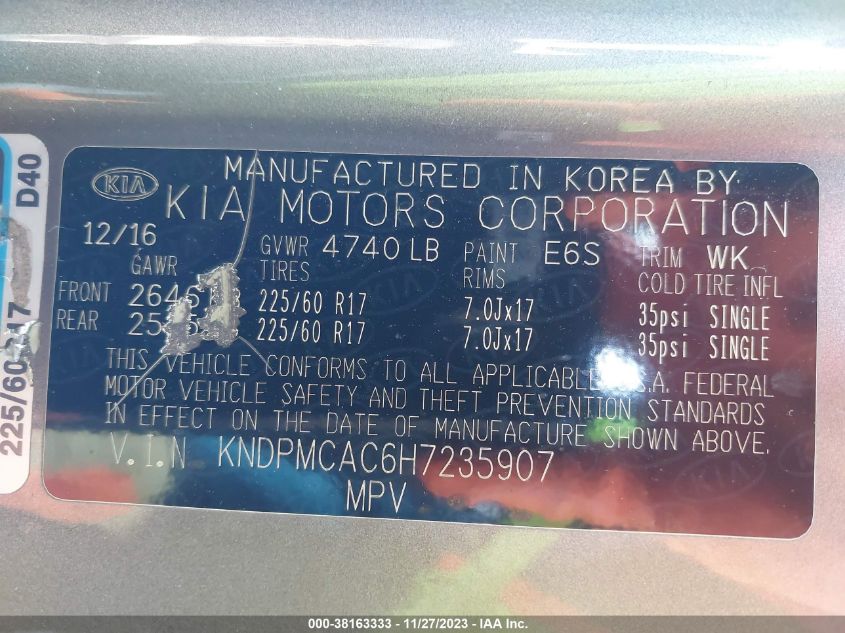 D40
225/60
MANUFACTURED IN KOREA BY
KIA
KIA MOTORS CORPORATION
12/16 GVWR 4740 LB PAINT E6S TRIM WK
GAWR TIRES RIMS COLD TIRE INFL
FRONT 225/60 R17 7.0Jx17 35psi SINGLE
REAR 225/60 R17 7.0Jx17 35psi SINGLE
THIS VEHICLE CONFORMS TO ALL APPLICABLE FEDERAL
MOTOR VEHICLE SAFETY AND THEFT PREVENTION STANDARDS
IN EFFECT ON THE DATE OF MANUFACTURE SHOWN ABOVE.
V.I.N KNDPMCAC6H7235907
MPV
000-38163333 - 11/27/2023 - IAA Inc.